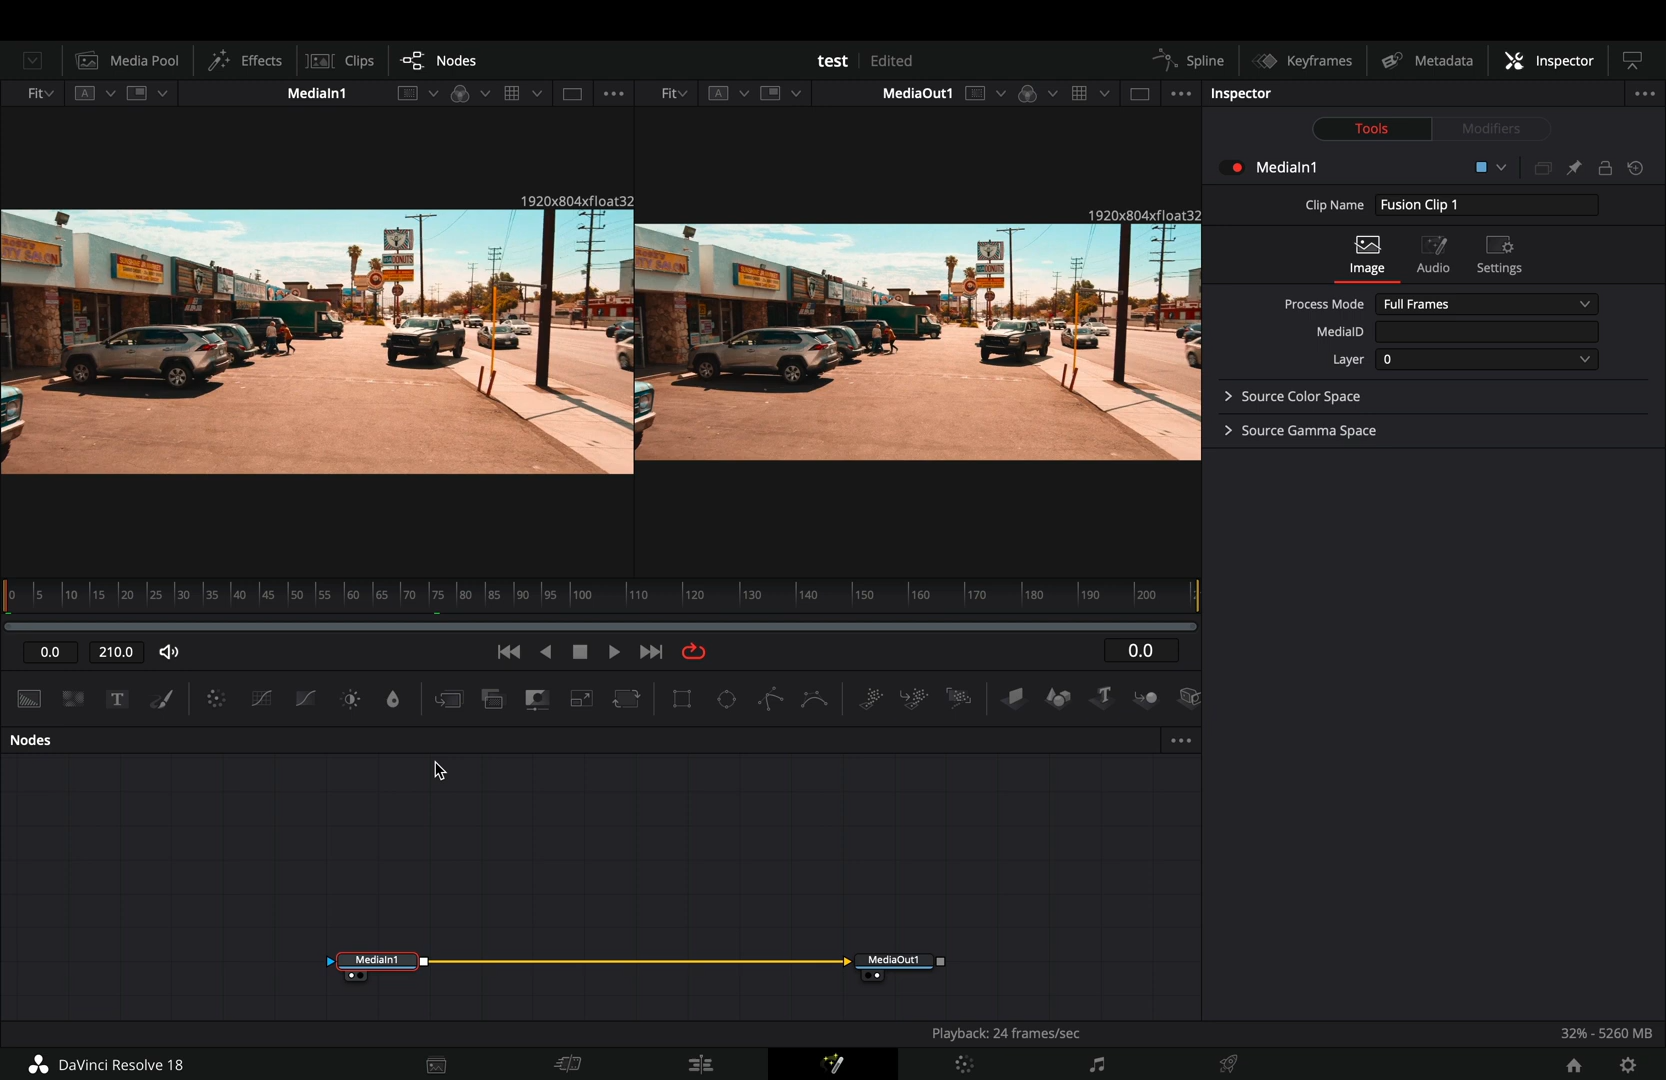 Media Pool Effects Clips Nodes test Edited Spline Keyframes Metadata Inspector
Fit A MediaIn1 Fit A MediaOut1 Inspector
Tools Modifiers
MediaIn1
1920x804xfloat32
1920x804xfloat32
Clip Name Fusion Clip 1
Image Audio Settings
Process Mode Full Frames
MediaID
Layer 0
Source Color Space
Source Gamma Space
DONUTS
0 5 10 15 20 25 30 35 40 45 50 55 60 65 70 75 80 85 90 95 100 110 120 130 140 150 160 170 180 190 200
0.0 210.0 0.0
T T
Nodes
MediaIn1 MediaOut1
Playback: 24 frames/sec 32% - 5260 MB
DaVinci Resolve 18